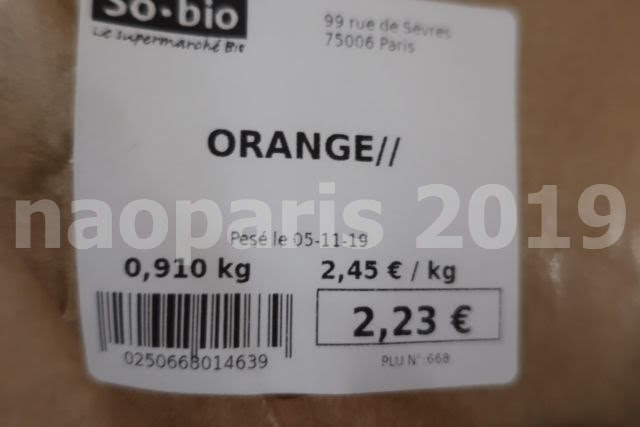 So•bio
Le supermarché Bio
99 rue de Sèvres
75006 Paris
ORANGE//
naoparis 2019
Pesé le 05-11-19
0,910 kg
2,45 € / kg
2,23 €
0250668014639
PLU N°:668